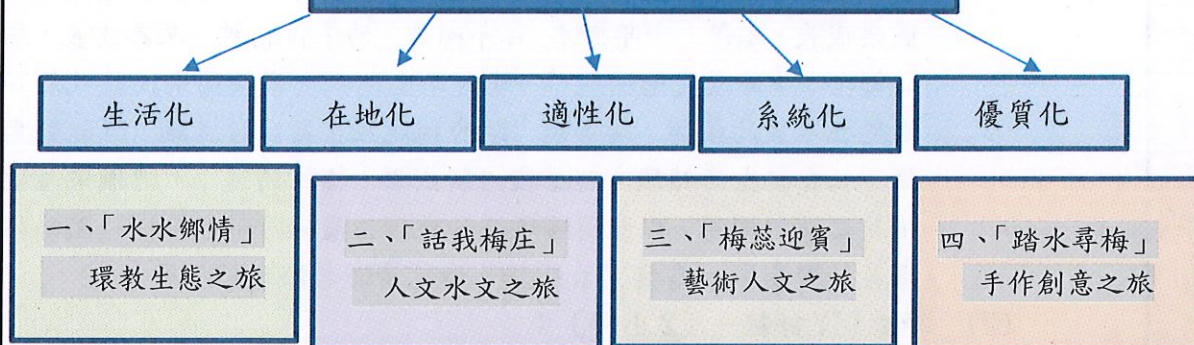 生活化
在地化
適性化
系統化
優質化
一、「水水鄉情」
環教生態之旅
二、「話我梅庄」
人文水文之旅
三、「梅蕊迎賓」
藝術人文之旅
四、「踏水尋梅」
手作創意之旅